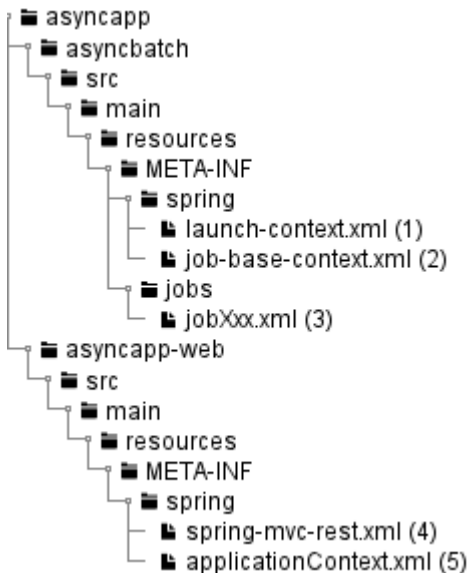 asyncapp
asyncbatch
src
main
resources
META-INF
spring
launch-context.xml (1)
job-base-context.xml (2)
jobs
jobXxx.xml (3)
asyncapp-web
src
main
resources
META-INF
spring
spring-mvc-rest.xml (4)
applicationContext.xml (5)